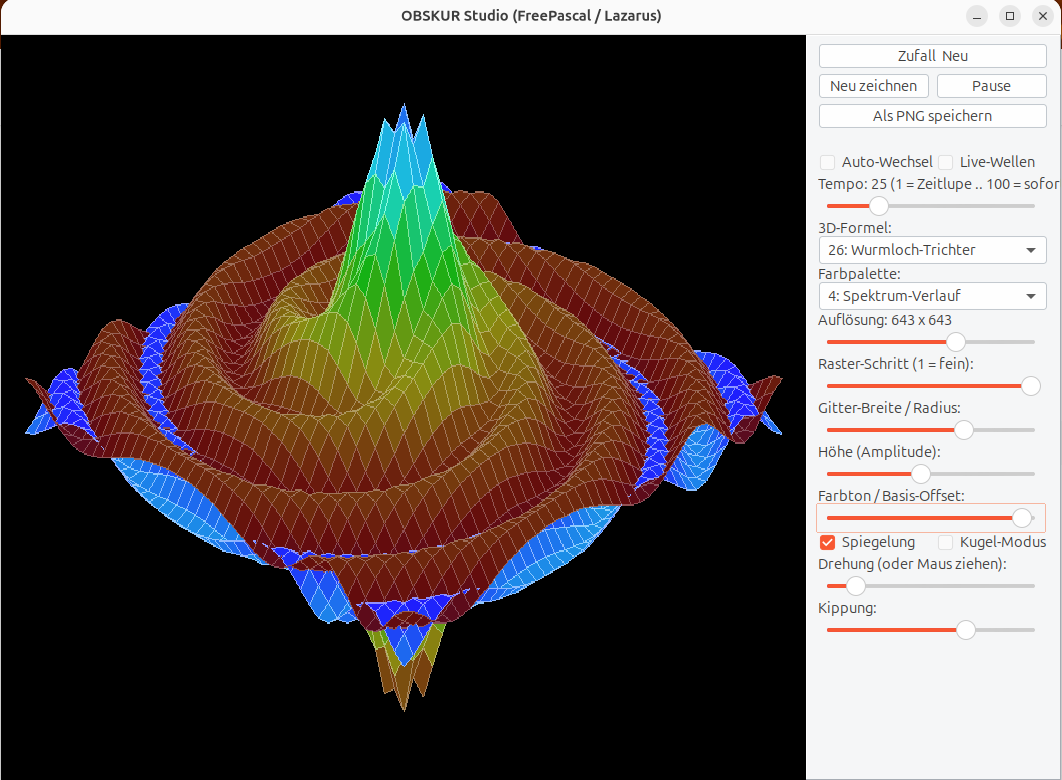 OBSKUR Studio (FreePascal / Lazarus)
Zufall Neu
Neu zeichnen Pause
Als PNG speichern
Auto-Wechsel Live-Wellen
Tempo: 25 (1 = Zeitlupe .. 100 = sofor
3D-Formel:
26: Wurmloch-Trichter
Farbpalette:
4: Spektrum-Verlauf
Auflösung: 643 x 643
Raster-Schritt (1 = fein):
Gitter-Breite / Radius:
Höhe (Amplitude):
Farbton / Basis-Offset:
Spiegelung Kugel-Modus
Drehung (oder Maus ziehen):
Kippung: